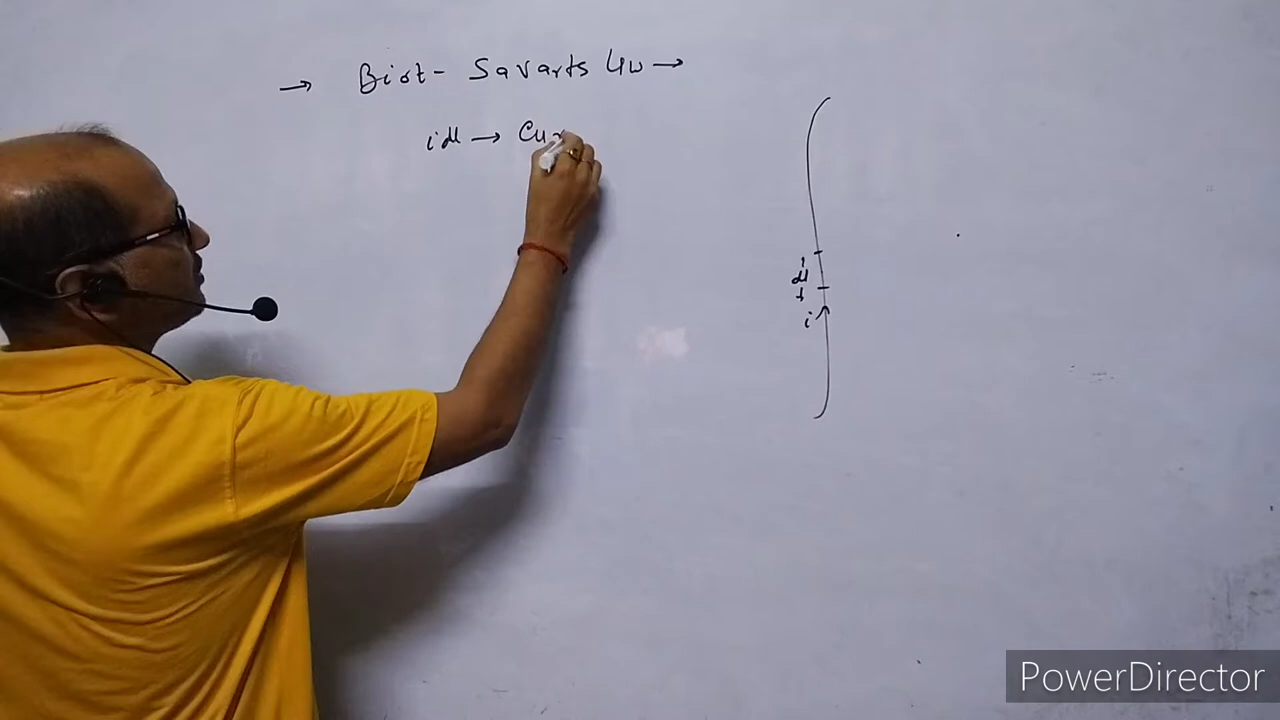 → Biot- Savarts Law →
idl → Cur
dl
i
PowerDirector